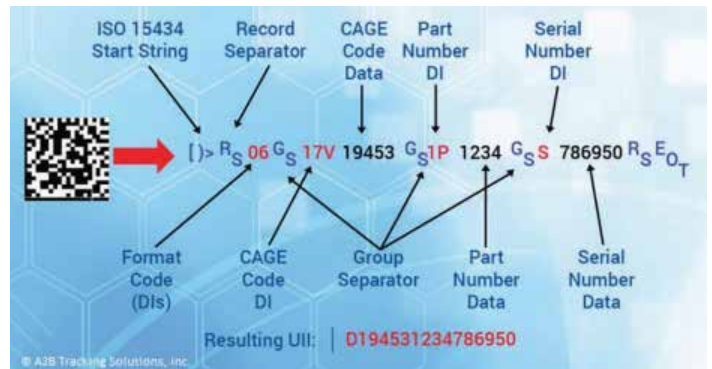 ISO 15434
Start String
Record
Separator
CAGE
Code
Data
Part
Number
DI
Serial
Number
DI
[)> RS 06 GS 17V 19453 GS 1P 1234 GS S 786950 RS EOT
Format
Code
(DIs)
CAGE
Code
DI
Group
Separator
Part
Number
Data
Serial
Number
Data
Resulting UII: | D194531234786950
© A2B Tracking Solutions, Inc.